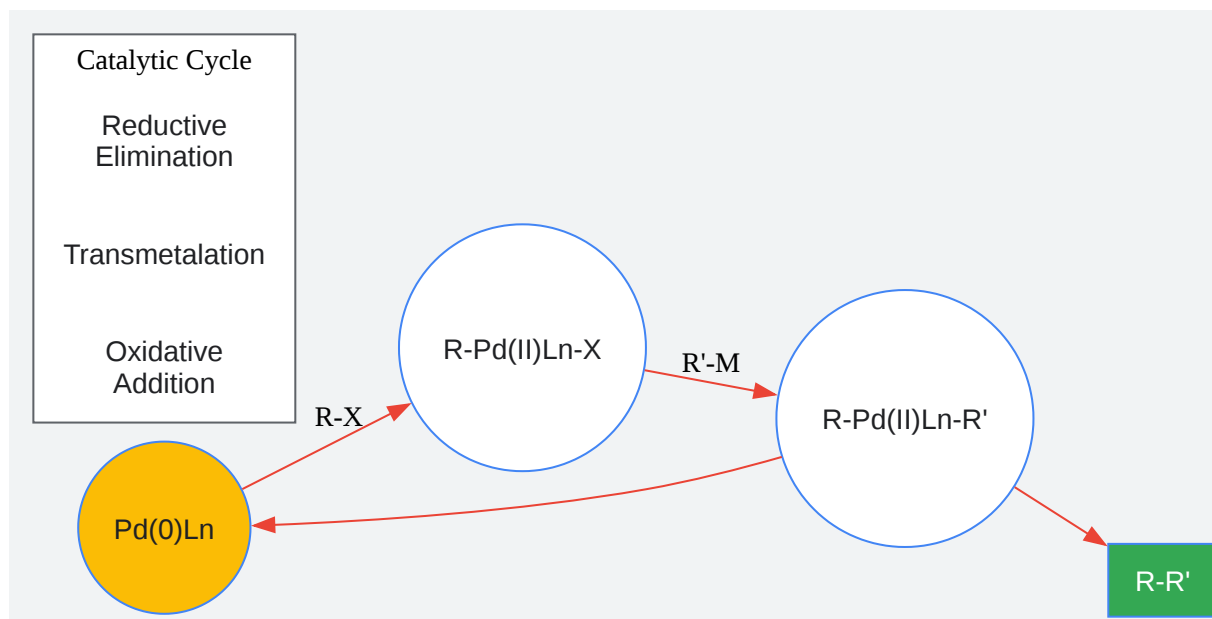 Catalytic Cycle
Reductive
Elimination
Transmetalation
Oxidative
Addition
R-X
R-Pd(II)Ln-X
R'-M
R-Pd(II)Ln-R'
Pd(0)Ln
R-R'